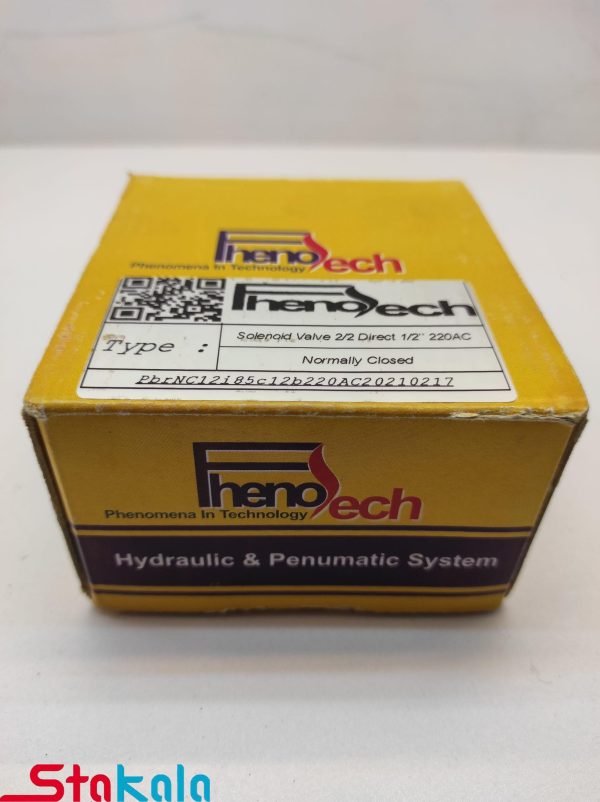 PhenoTech
Phenomena In Technology
PhenoTech
Type :
Solenoid Valve 2/2 Direct 1/2" 220AC
Normally Closed
PbrNC12i85c12b220AC20210217
PhenoTech
Phenomena In Technology
Hydraulic & Penumatic System
Stakala